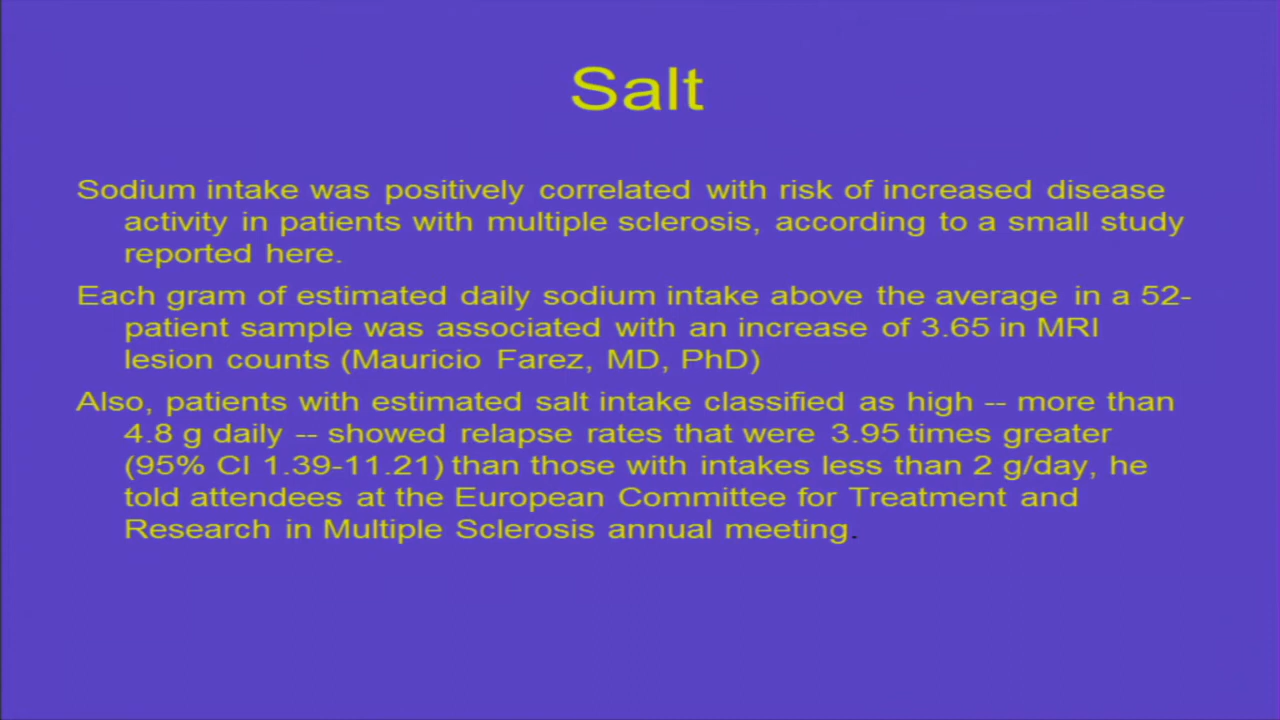 Salt
Sodium intake was positively correlated with risk of increased disease
activity in patients with multiple sclerosis, according to a small study
reported here.
Each gram of estimated daily sodium intake above the average in a 52-
patient sample was associated with an increase of 3.65 in MRI
lesion counts (Mauricio Farez, MD, PhD)
Also, patients with estimated salt intake classified as high -- more than
4.8 g daily -- showed relapse rates that were 3.95 times greater
(95% CI 1.39-11.21) than those with intakes less than 2 g/day, he
told attendees at the European Committee for Treatment and
Research in Multiple Sclerosis annual meeting.